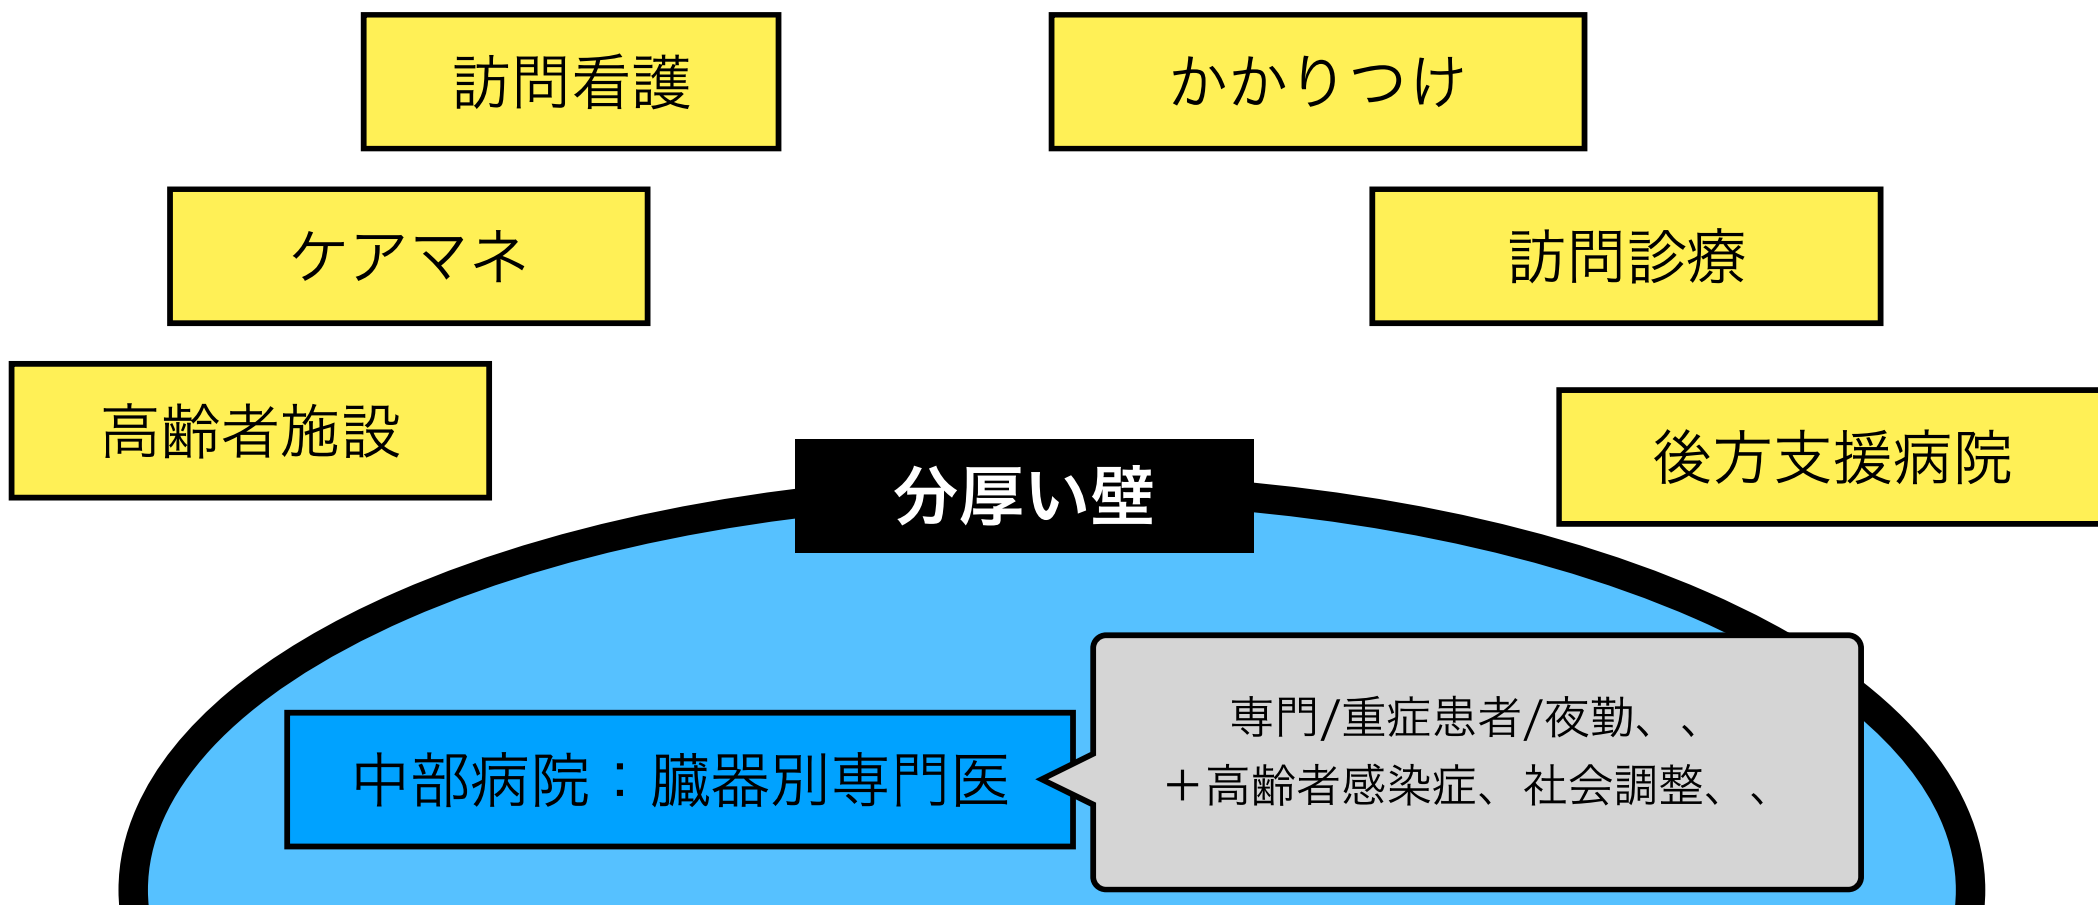 訪問看護
かかりつけ
ケアマネ
訪問診療
高齢者施設
後方支援病院
分厚い壁
専門/重症患者/夜勤、、
＋高齢者感染症、社会調整、、
中部病院：臓器別専門医